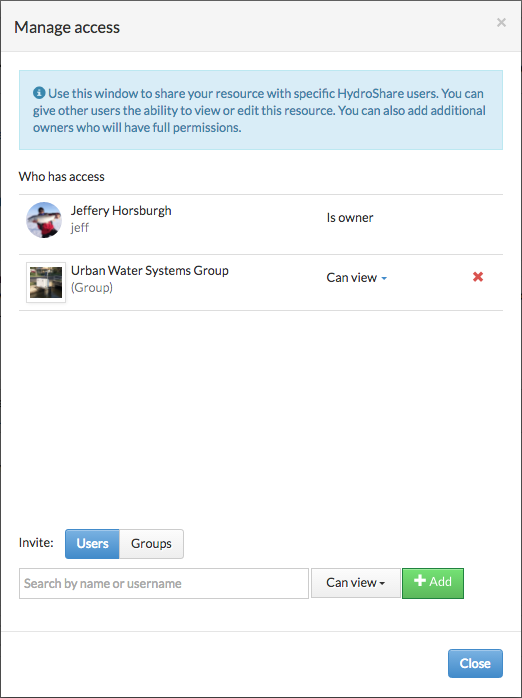 Manage access
×
Use this window to share your resource with specific HydroShare users. You can
give other users the ability to view or edit this resource. You can also add additional
owners who will have full permissions.
Who has access
Jeffery Horsburgh
jeff
Is owner
Urban Water Systems Group
(Group)
Can view
Invite:
Users
Groups
Search by name or username
Can view
Add
Close